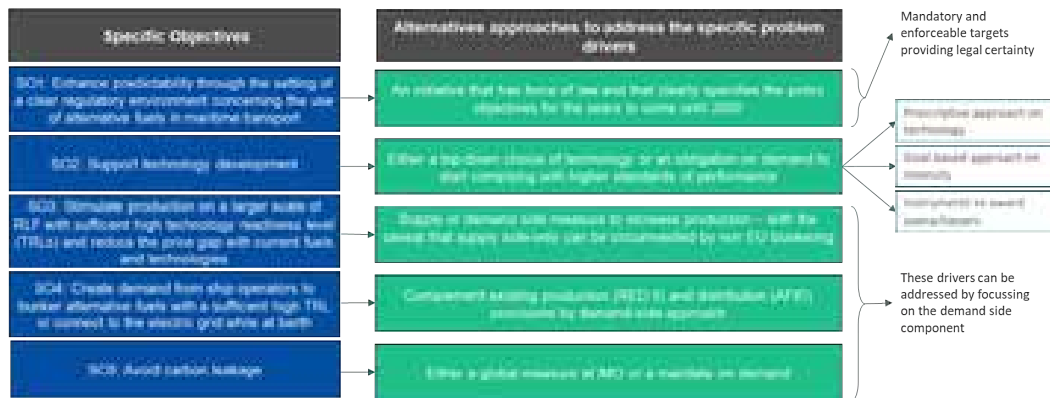 Specific Objectives
Alternatives approaches to address the specific problem
drivers
Mandatory and
enforceable targets
providing legal certainty
SO1: Enhance predictability through the setting of
a clear regulatory environment concerning the use
of alternative fuels in maritime transport
An initiative that has force of law and that clearly specifies the policy
objectives for the years to come until
SO2: Support technology development
Either a top-down choice of technology or an obligation on demand to
start complying with higher standards of performance
Prescriptive approach on
technology
Goal based approach on
intensity
SO3: Stimulate production on a larger scale of
RLF with sufficient high technology readiness level
(TRLs) and reduce the price gap with current fuels
and technologies
Supply or demand side measure to increase production – with the
caveat that supply side-only can be circumvented by non EU bunkering
SO4: Create demand from ship operators to
bunker alternative fuels with a sufficient high TRL
or connect to the electric grid while at berth
Complement existing production (RED II) and distribution (AFID)
by demand side approach
These drivers can be
addressed by focussing
on the demand side
component
SO5: Avoid carbon leakage
Either a global measure at IMO or a mandate on demand